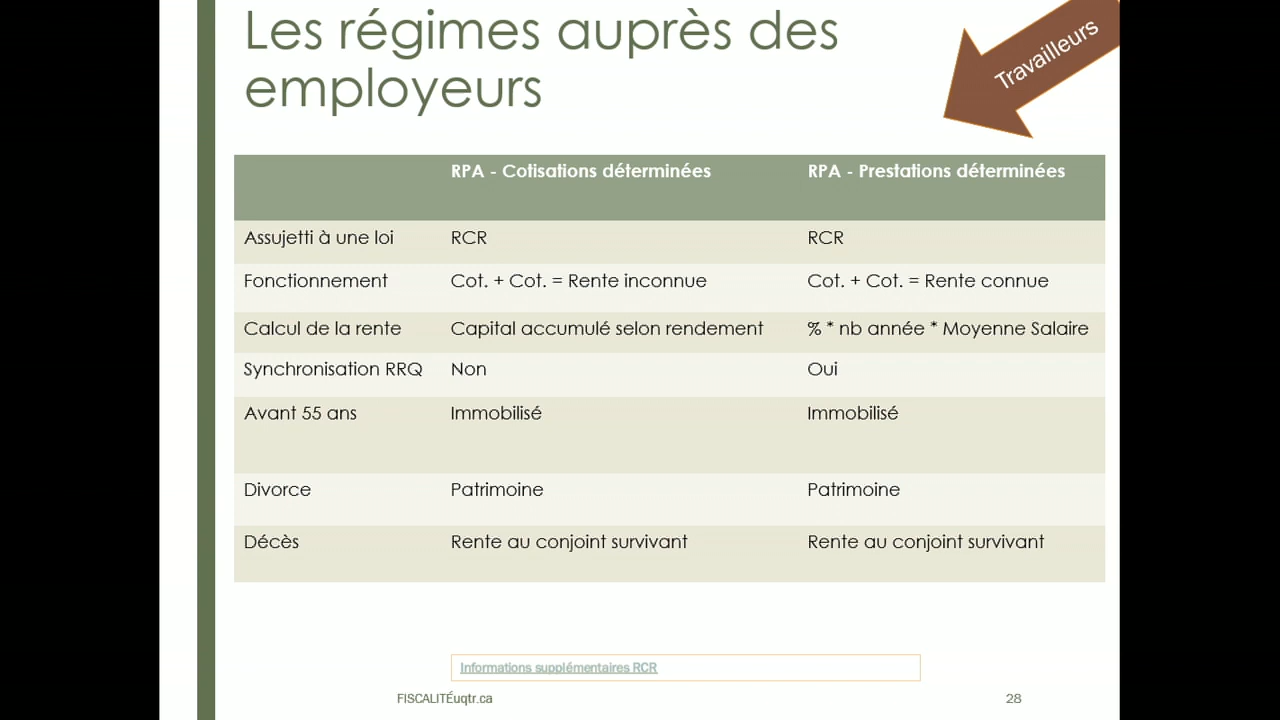 Les régimes auprès des
employeurs
Travailleurs
RPA - Cotisations déterminées RPA - Prestations déterminées
Assujetti à une loi RCR RCR
Fonctionnement Cot. + Cot. = Rente inconnue Cot. + Cot. = Rente connue
Calcul de la rente Capital accumulé selon rendement % * nb année * Moyenne Salaire
Synchronisation RRQ Non Oui
Avant 55 ans Immobilisé Immobilisé
Divorce Patrimoine Patrimoine
Décès Rente au conjoint survivant Rente au conjoint survivant
Informations supplémentaires RCR
FISCALITÉuqtr.ca 28